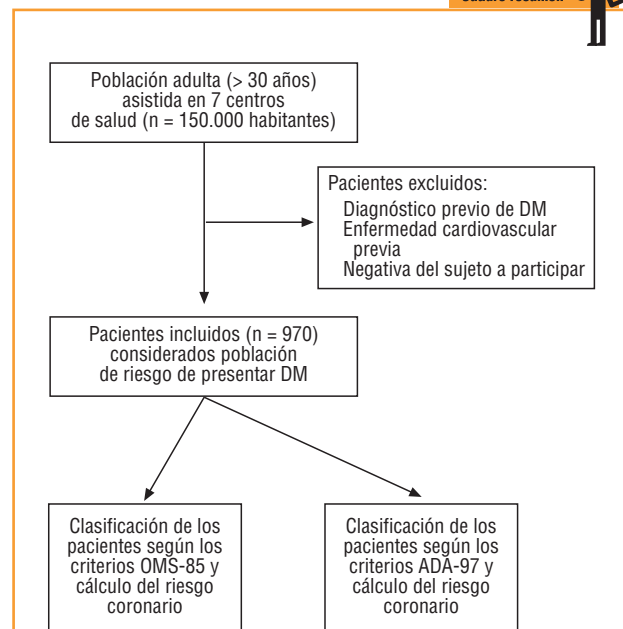 Población adulta (> 30 años)
asistida en 7 centros
de salud (n = 150.000 habitantes)
Pacientes excluidos:
Diagnóstico previo de DM
Enfermedad cardiovascular
previa
Negativa del sujeto a participar
Pacientes incluidos (n = 970)
considerados población
de riesgo de presentar DM
Clasificación de los
pacientes según los
criterios OMS-85 y
cálculo del riesgo
coronario
Clasificación de los
pacientes según los
criterios ADA-97 y
cálculo del riesgo
coronario